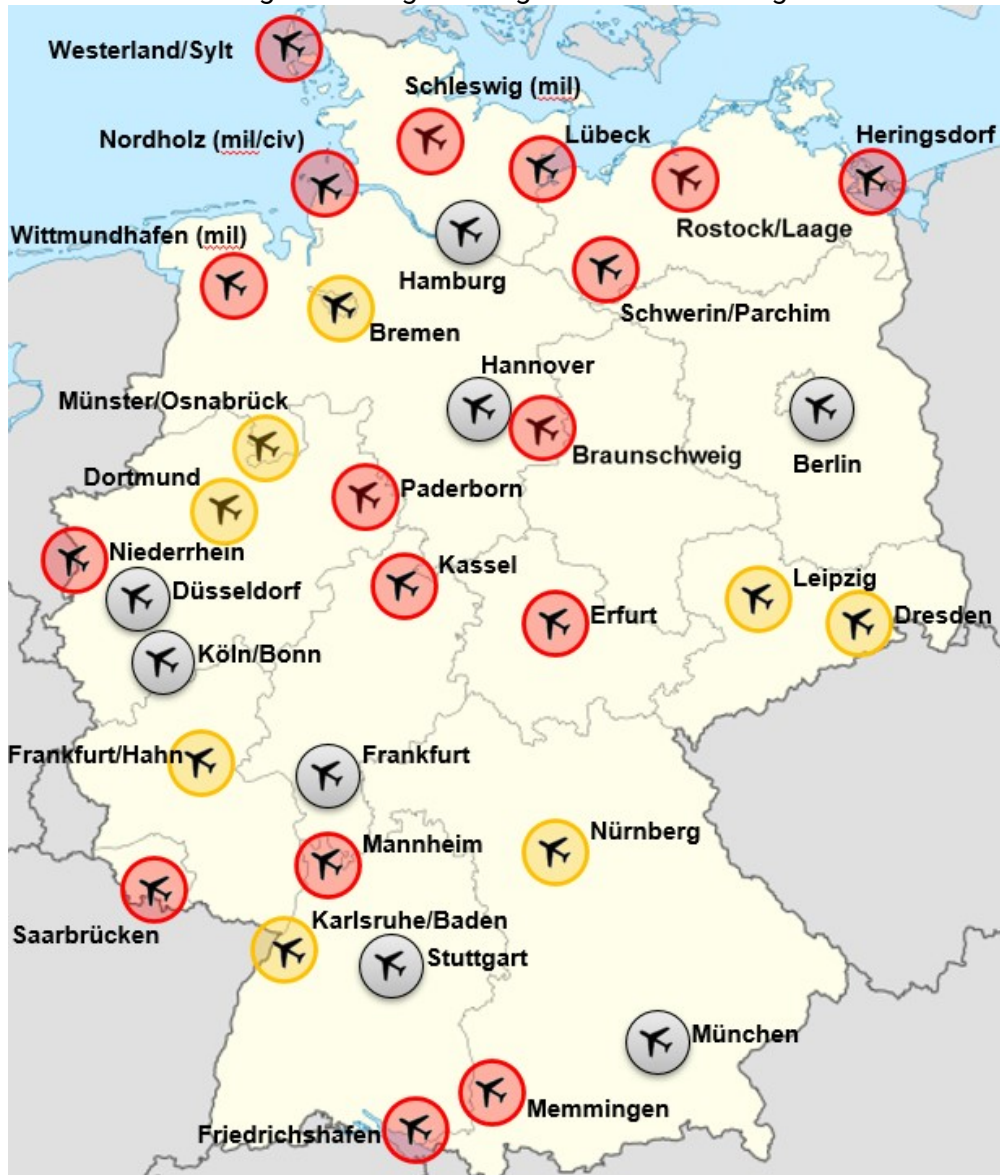 Westerland/Sylt
Schleswig (mil)
Nordholz (mil/civ)
Lübeck
Heringsdorf
Rostock/Laage
Wittmundhafen (mil)
Hamburg
Schwerin/Parchim
Bremen
Hannover
Münster/Osnabrück
Braunschweig
Berlin
Dortmund
Paderborn
Niederrhein
Kassel
Leipzig
Düsseldorf
Erfurt
Dresden
Köln/Bonn
Frankfurt/Hahn
Frankfurt
Nürnberg
Mannheim
Saarbrücken
Karlsruhe/Baden
Stuttgart
München
Memmingen
Friedrichshafen